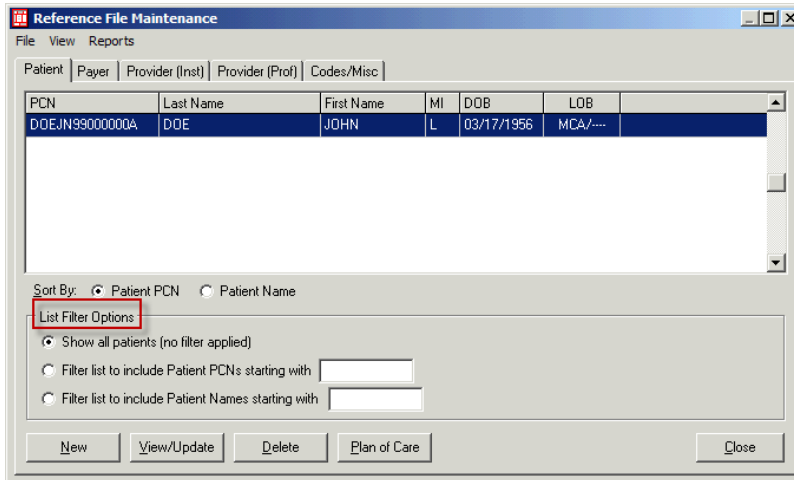 Reference File Maintenance
File View Reports
Patient Payer Provider (Inst) Provider (Prof) Codes/Misc
PCN Last Name First Name MI DOB LOB
DOEJN99000000A DOE JOHN L 03/17/1956 MCA/----
Sort By: Patient PCN Patient Name
List Filter Options
Show all patients (no filter applied)
Filter list to include Patient PCNs starting with
Filter list to include Patient Names starting with
New View/Update Delete Plan of Care Close